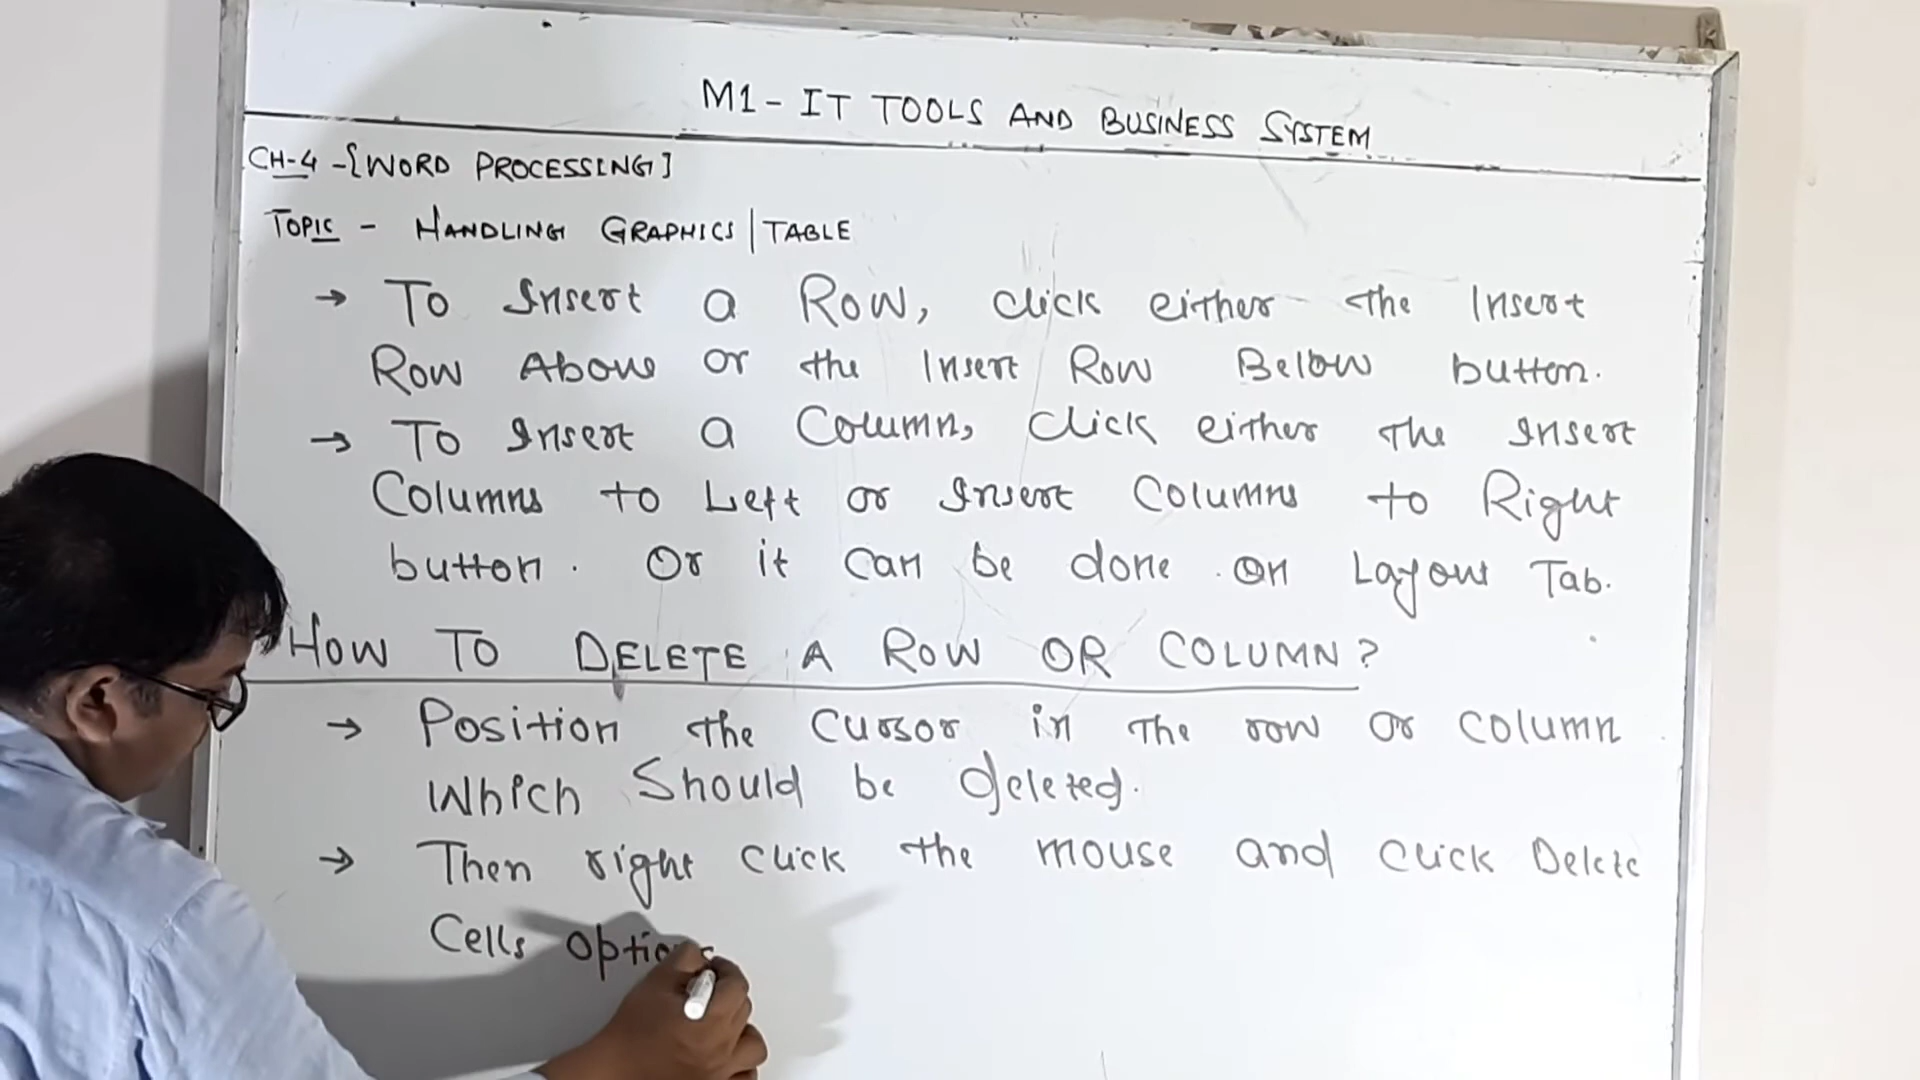 M1 - IT TOOLS AND BUSINESS SYSTEM
CH-4 - [WORD PROCESSING]
TOPIC - HANDLING GRAPHICS | TABLE
→ To Insert a Row, click either the Insert
Row Above or the Insert Row Below button.
→ To Insert a Column, click either the Insert
Columns to Left or Insert Columns to Right
button. Or it can be done on Layout Tab.
HOW TO DELETE A ROW OR COLUMN?
→ Position the cursor in the row or column
which should be deleted.
→ Then right click the mouse and click Delete
Cells